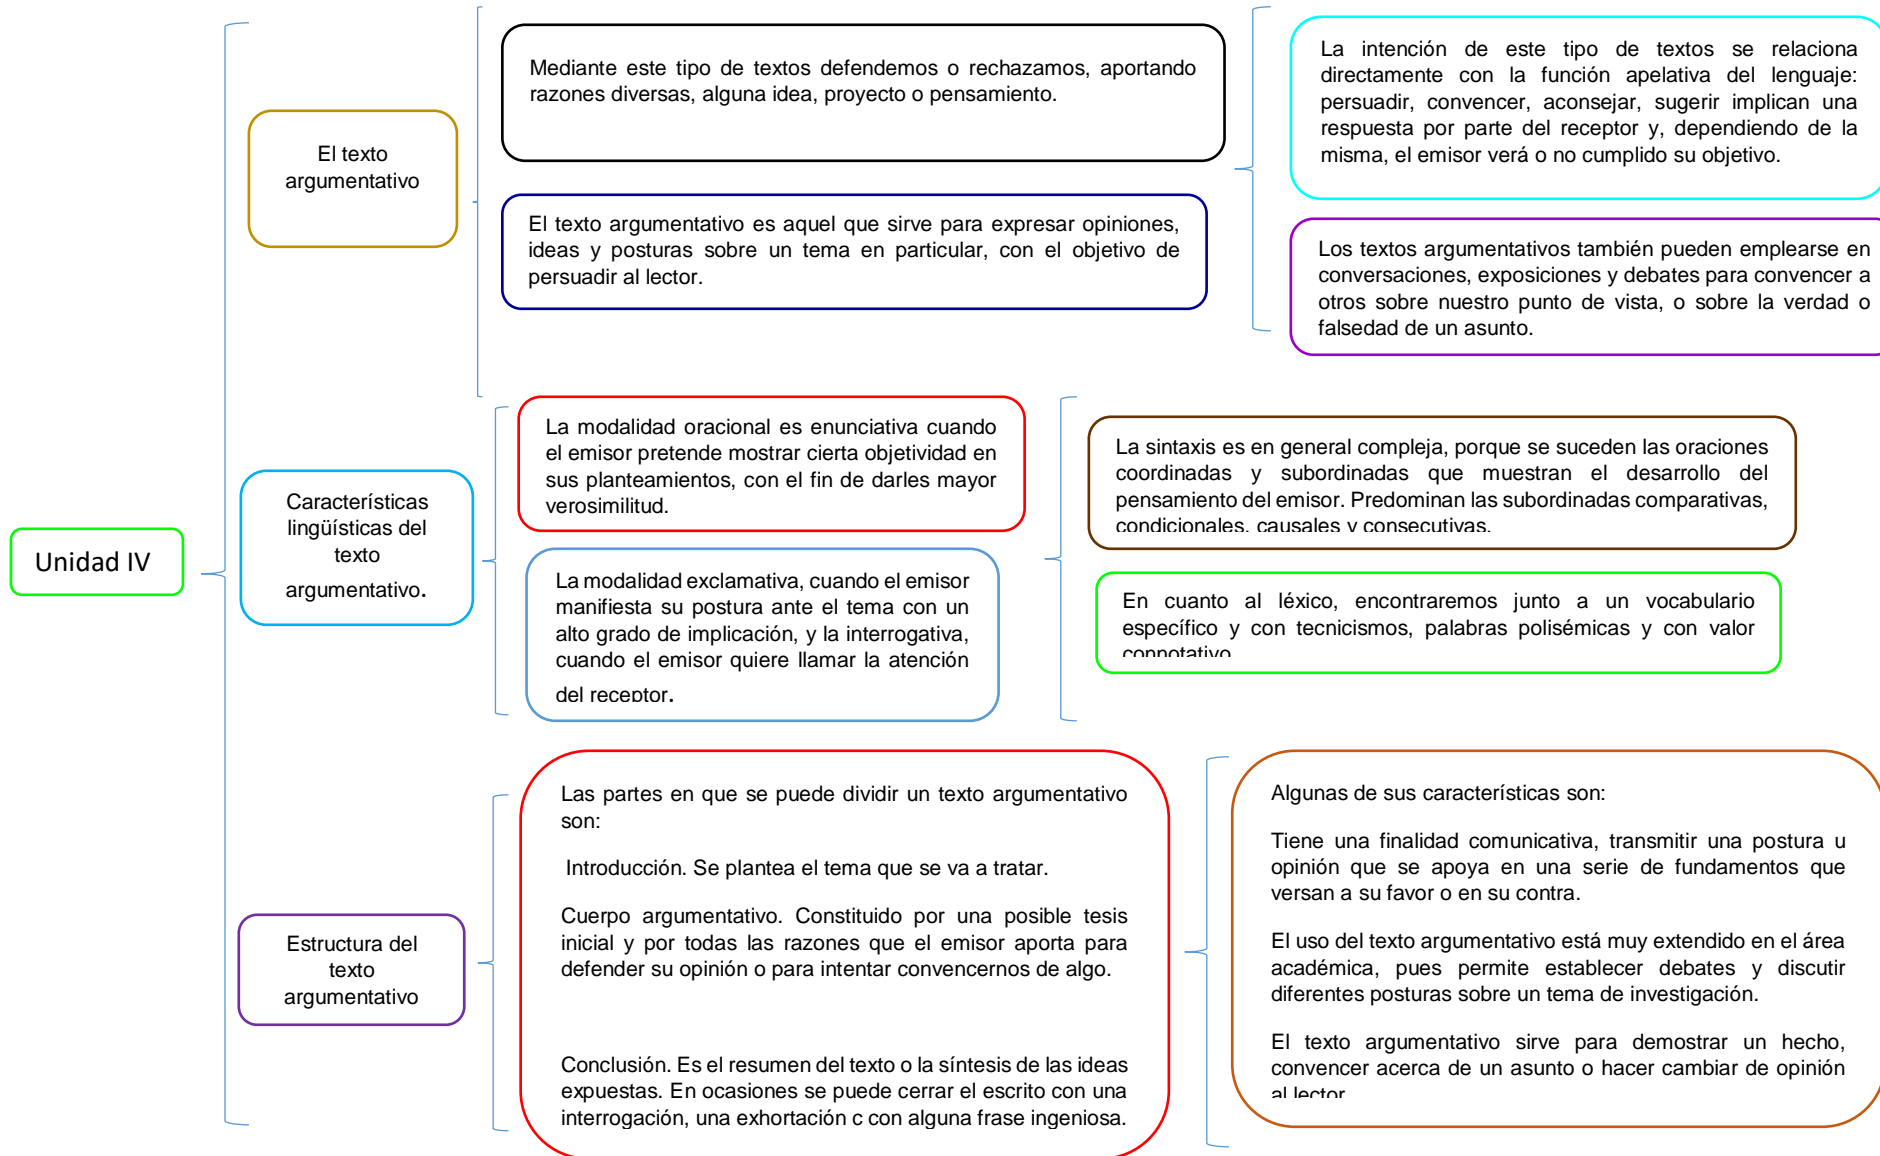 Unidad IV
El texto
argumentativo
Mediante este tipo de textos defendemos o rechazamos, aportando
razones diversas, alguna idea, proyecto o pensamiento.
El texto argumentativo es aquel que sirve para expresar opiniones,
ideas y posturas sobre un tema en particular, con el objetivo de
persuadir al lector.
La intención de este tipo de textos se relaciona
directamente con la función apelativa del lenguaje:
persuadir, convencer, aconsejar, sugerir implican una
respuesta por parte del receptor y, dependiendo de la
misma, el emisor verá o no cumplido su objetivo.
Los textos argumentativos también pueden emplearse en
conversaciones, exposiciones y debates para convencer a
otros sobre nuestro punto de vista, o sobre la verdad o
falsedad de un asunto.
Características
lingüísticas del
texto
argumentativo.
La modalidad oracional es enunciativa cuando
el emisor pretende mostrar cierta objetividad en
sus planteamientos, con el fin de darles mayor
verosimilitud.
La modalidad exclamativa, cuando el emisor
manifiesta su postura ante el tema con un
alto grado de implicación, y la interrogativa,
cuando el emisor quiere llamar la atención
del receptor.
La sintaxis es en general compleja, porque se suceden las oraciones
coordinadas y subordinadas que muestran el desarrollo del
pensamiento del emisor. Predominan las subordinadas comparativas,
condicionales, causales y consecutivas.
En cuanto al léxico, encontraremos junto a un vocabulario
específico y con tecnicismos, palabras polisémicas y con valor
connotativo
Estructura del
texto
argumentativo
Las partes en que se puede dividir un texto argumentativo
son:
Introducción. Se plantea el tema que se va a tratar.
Cuerpo argumentativo. Constituido por una posible tesis
inicial y por todas las razones que el emisor aporta para
defender su opinión o para intentar convencernos de algo.
Conclusión. Es el resumen del texto o la síntesis de las ideas
expuestas. En ocasiones se puede cerrar el escrito con una
interrogación, una exhortación c con alguna frase ingeniosa.
Algunas de sus características son:
Tiene una finalidad comunicativa, transmitir una postura u
opinión que se apoya en una serie de fundamentos que
versan a su favor o en su contra.
El uso del texto argumentativo está muy extendido en el área
académica, pues permite establecer debates y discutir
diferentes posturas sobre un tema de investigación.
El texto argumentativo sirve para demostrar un hecho,
convencer acerca de un asunto o hacer cambiar de opinión
al lector